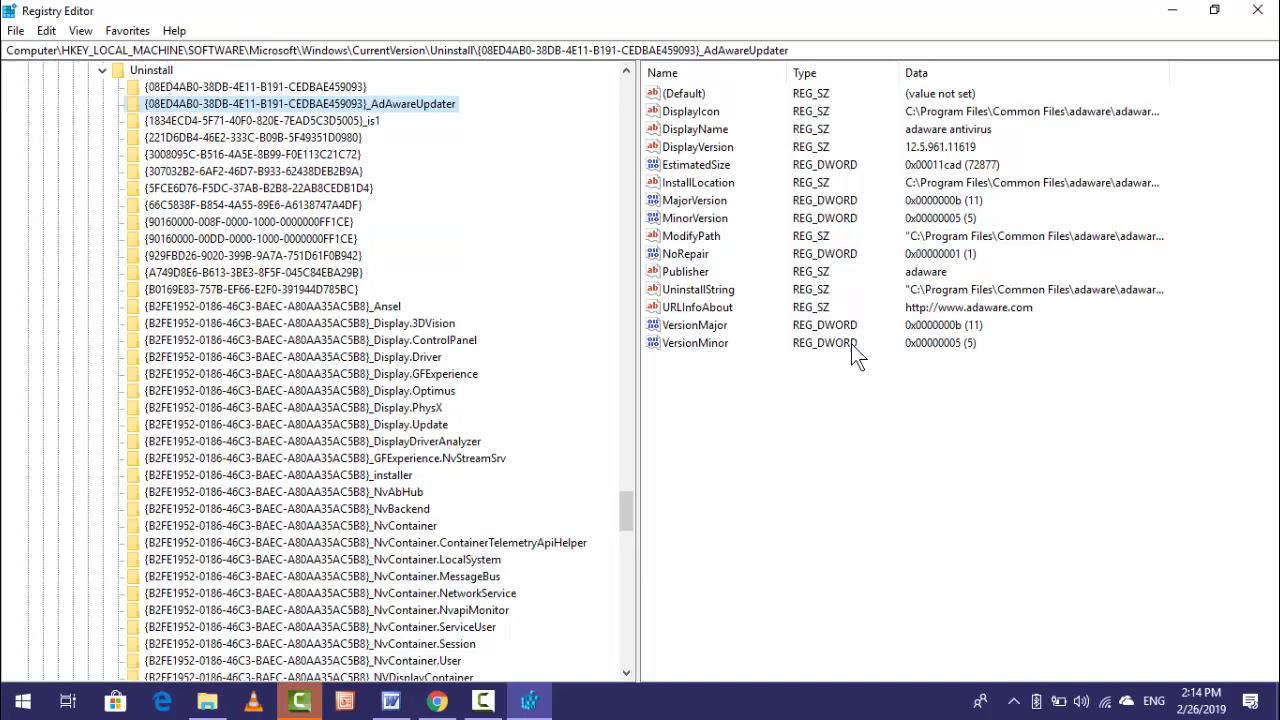 Registry Editor
File Edit View Favorites Help
Computer\HKEY_LOCAL_MACHINE\SOFTWARE\Microsoft\Windows\CurrentVersion\Uninstall\{08ED4AB0-38DB-4E11-B191-CEDBAE459093}_AdAwareUpdater
Uninstall
{08ED4AB0-38DB-4E11-B191-CEDBAE459093}
{08ED4AB0-38DB-4E11-B191-CEDBAE459093}_AdAwareUpdater
{1834ECD4-5F71-40F0-820E-7EAD5C3D5005}_is1
{221D6DB4-46E2-333C-B09B-5F49351D0980}
{3008095C-B516-4A5E-8B99-F0E113C21C72}
{307032B2-6AF2-46D7-B933-62438DEB2B9A}
{5FCE6D76-F5DC-37AB-B2B8-22AB8CEDB1D4}
{66C5838F-B854-4A55-89E6-A6138747A4DF}
{90160000-008F-0000-1000-0000000FF1CE}
{90160000-00DD-0000-1000-0000000FF1CE}
{929FBD26-9020-399B-9A7A-751D61F0B942}
{A749D8E6-B613-3BE3-8F5F-045C84EBA29B}
{B0169E83-757B-EF66-E2F0-391944D785BC}
{B2FE1952-0186-46C3-BAEC-A80AA35AC5B8}_Ansel
{B2FE1952-0186-46C3-BAEC-A80AA35AC5B8}_Display.3DVision
{B2FE1952-0186-46C3-BAEC-A80AA35AC5B8}_Display.ControlPanel
{B2FE1952-0186-46C3-BAEC-A80AA35AC5B8}_Display.Driver
{B2FE1952-0186-46C3-BAEC-A80AA35AC5B8}_Display.GFExperience
{B2FE1952-0186-46C3-BAEC-A80AA35AC5B8}_Display.Optimus
{B2FE1952-0186-46C3-BAEC-A80AA35AC5B8}_Display.PhysX
{B2FE1952-0186-46C3-BAEC-A80AA35AC5B8}_Display.Update
{B2FE1952-0186-46C3-BAEC-A80AA35AC5B8}_DisplayDriverAnalyzer
{B2FE1952-0186-46C3-BAEC-A80AA35AC5B8}_GFExperience.NvStreamSrv
{B2FE1952-0186-46C3-BAEC-A80AA35AC5B8}_installer
{B2FE1952-0186-46C3-BAEC-A80AA35AC5B8}_NvAbHub
{B2FE1952-0186-46C3-BAEC-A80AA35AC5B8}_NvBackend
{B2FE1952-0186-46C3-BAEC-A80AA35AC5B8}_NvContainer
{B2FE1952-0186-46C3-BAEC-A80AA35AC5B8}_NvContainer.ContainerTelemetryApiHelper
{B2FE1952-0186-46C3-BAEC-A80AA35AC5B8}_NvContainer.LocalSystem
{B2FE1952-0186-46C3-BAEC-A80AA35AC5B8}_NvContainer.MessageBus
{B2FE1952-0186-46C3-BAEC-A80AA35AC5B8}_NvContainer.NetworkService
{B2FE1952-0186-46C3-BAEC-A80AA35AC5B8}_NvContainer.NvapiMonitor
{B2FE1952-0186-46C3-BAEC-A80AA35AC5B8}_NvContainer.ServiceUser
{B2FE1952-0186-46C3-BAEC-A80AA35AC5B8}_NvContainer.Session
{B2FE1952-0186-46C3-BAEC-A80AA35AC5B8}_NvContainer.User
{B2FE1952-0186-46C3-BAEC-A80AA35AC5B8}_NVDisplayContainer
Name Type Data
(Default) REG_SZ (value not set)
DisplayIcon REG_SZ C:\Program Files\Common Files\adaware\adawar...
DisplayName REG_SZ adaware antivirus
DisplayVersion REG_SZ 12.5.961.11619
EstimatedSize REG_DWORD 0x00011cad (72877)
InstallLocation REG_SZ C:\Program Files\Common Files\adaware\adawar...
MajorVersion REG_DWORD 0x0000000b (11)
MinorVersion REG_DWORD 0x00000005 (5)
ModifyPath REG_SZ "C:\Program Files\Common Files\adaware\adawar...
NoRepair REG_DWORD 0x00000001 (1)
Publisher REG_SZ adaware
UninstallString REG_SZ "C:\Program Files\Common Files\adaware\adawar...
URLInfoAbout REG_SZ http://www.adaware.com
VersionMajor REG_DWORD 0x0000000b (11)
VersionMinor REG_DWORD 0x00000005 (5)
ENG
2:14 PM
2/26/2019